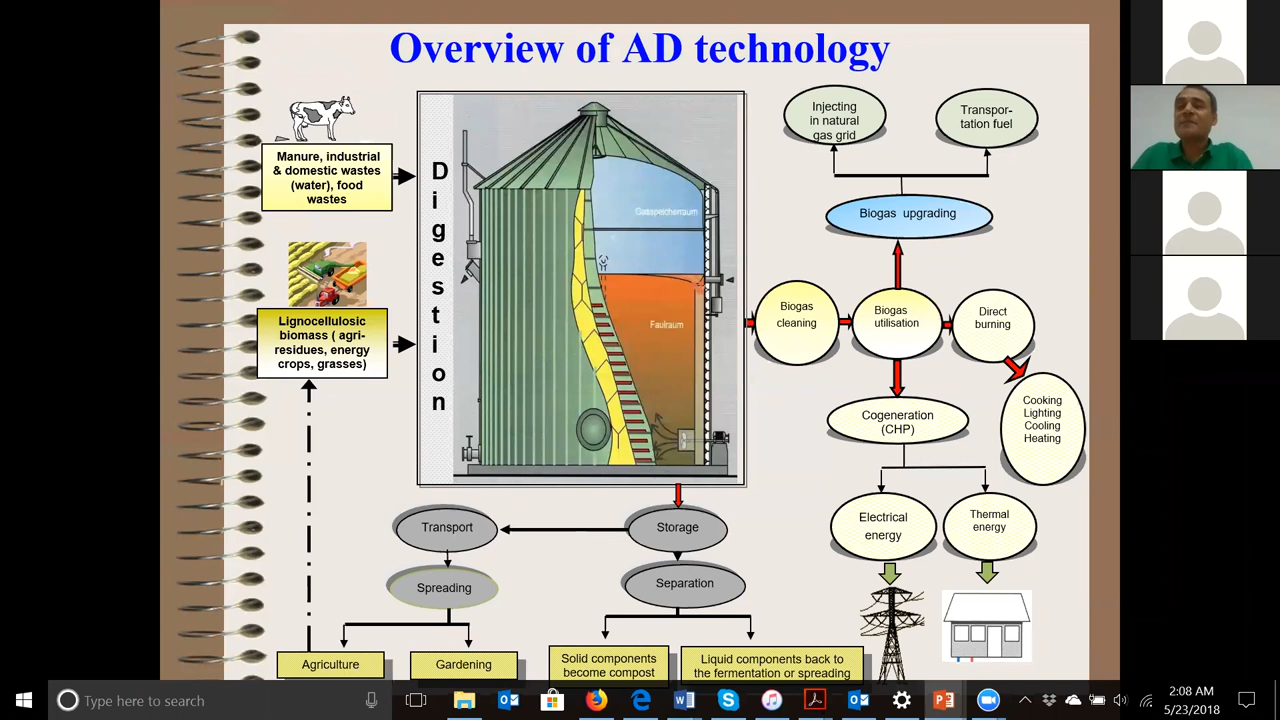 Overview of AD technology
Manure, industrial
& domestic wastes
(water), food
wastes
Lignocellulosic
biomass ( agri-
residues, energy
crops, grasses)
D
i
g
e
s
t
i
o
n
Gasspeicherraum
Faulraum
Injecting
in natural
gas grid
Transpor-
tation fuel
Biogas upgrading
Biogas
cleaning
Biogas
utilisation
Direct
burning
Cooking
Lighting
Cooling
Heating
Cogeneration
(CHP)
Electrical
energy
Thermal
energy
Transport
Storage
Spreading
Separation
Agriculture
Gardening
Solid components
become compost
Liquid components back to
the fermentation or spreading
Type here to search
2:08 AM
5/23/2018